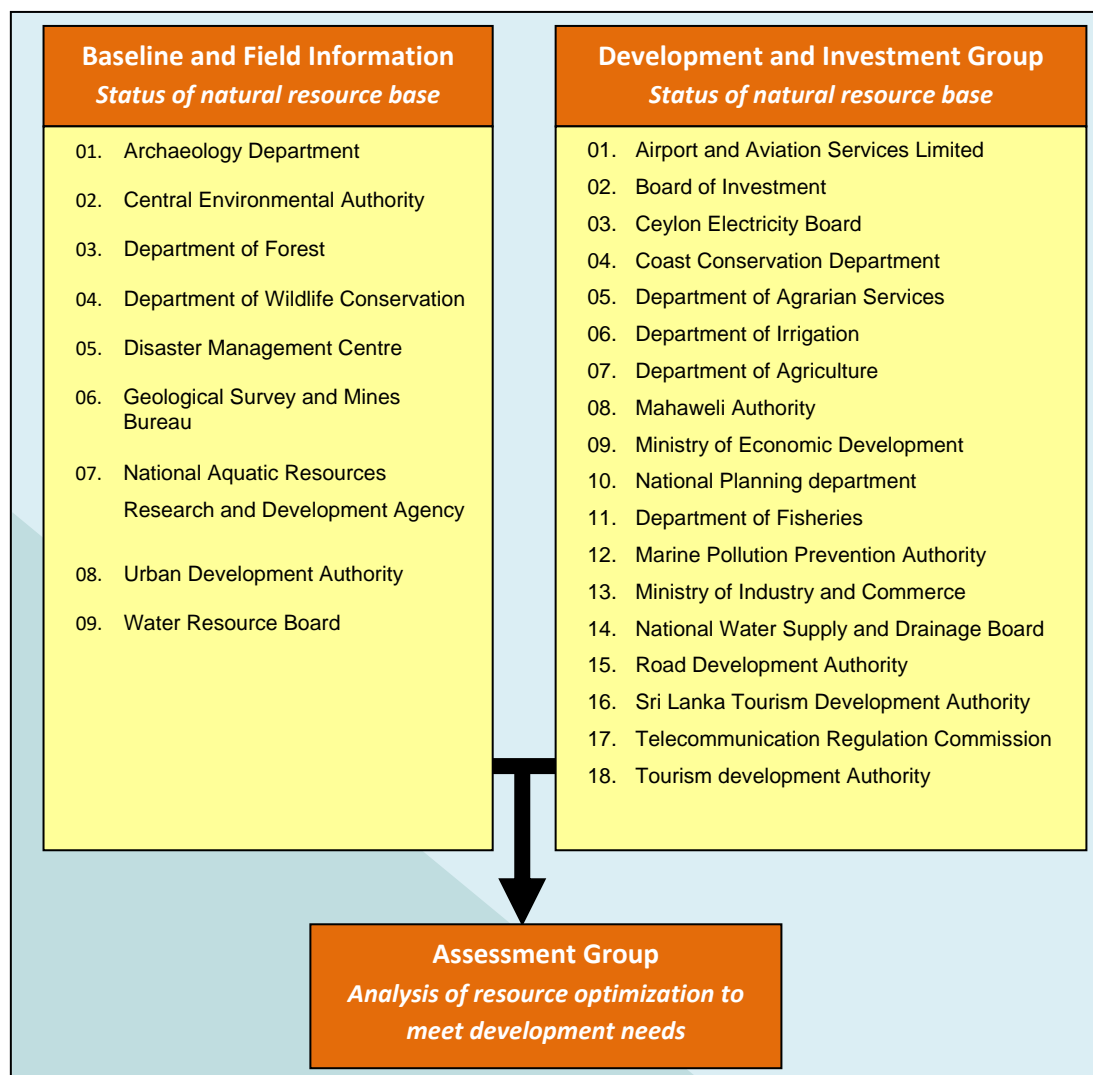 Baseline and Field Information
Status of natural resource base
01. Archaeology Department
02. Central Environmental Authority
03. Department of Forest
04. Department of Wildlife Conservation
05. Disaster Management Centre
06. Geological Survey and Mines
Bureau
07. National Aquatic Resources
Research and Development Agency
08. Urban Development Authority
09. Water Resource Board
Development and Investment Group
Status of natural resource base
01. Airport and Aviation Services Limited
02. Board of Investment
03. Ceylon Electricity Board
04. Coast Conservation Department
05. Department of Agrarian Services
06. Department of Irrigation
07. Department of Agriculture
08. Mahaweli Authority
09. Ministry of Economic Development
10. National Planning department
11. Department of Fisheries
12. Marine Pollution Prevention Authority
13. Ministry of Industry and Commerce
14. National Water Supply and Drainage Board
15. Road Development Authority
16. Sri Lanka Tourism Development Authority
17. Telecommunication Regulation Commission
18. Tourism development Authority
Assessment Group
Analysis of resource optimization to
meet development needs